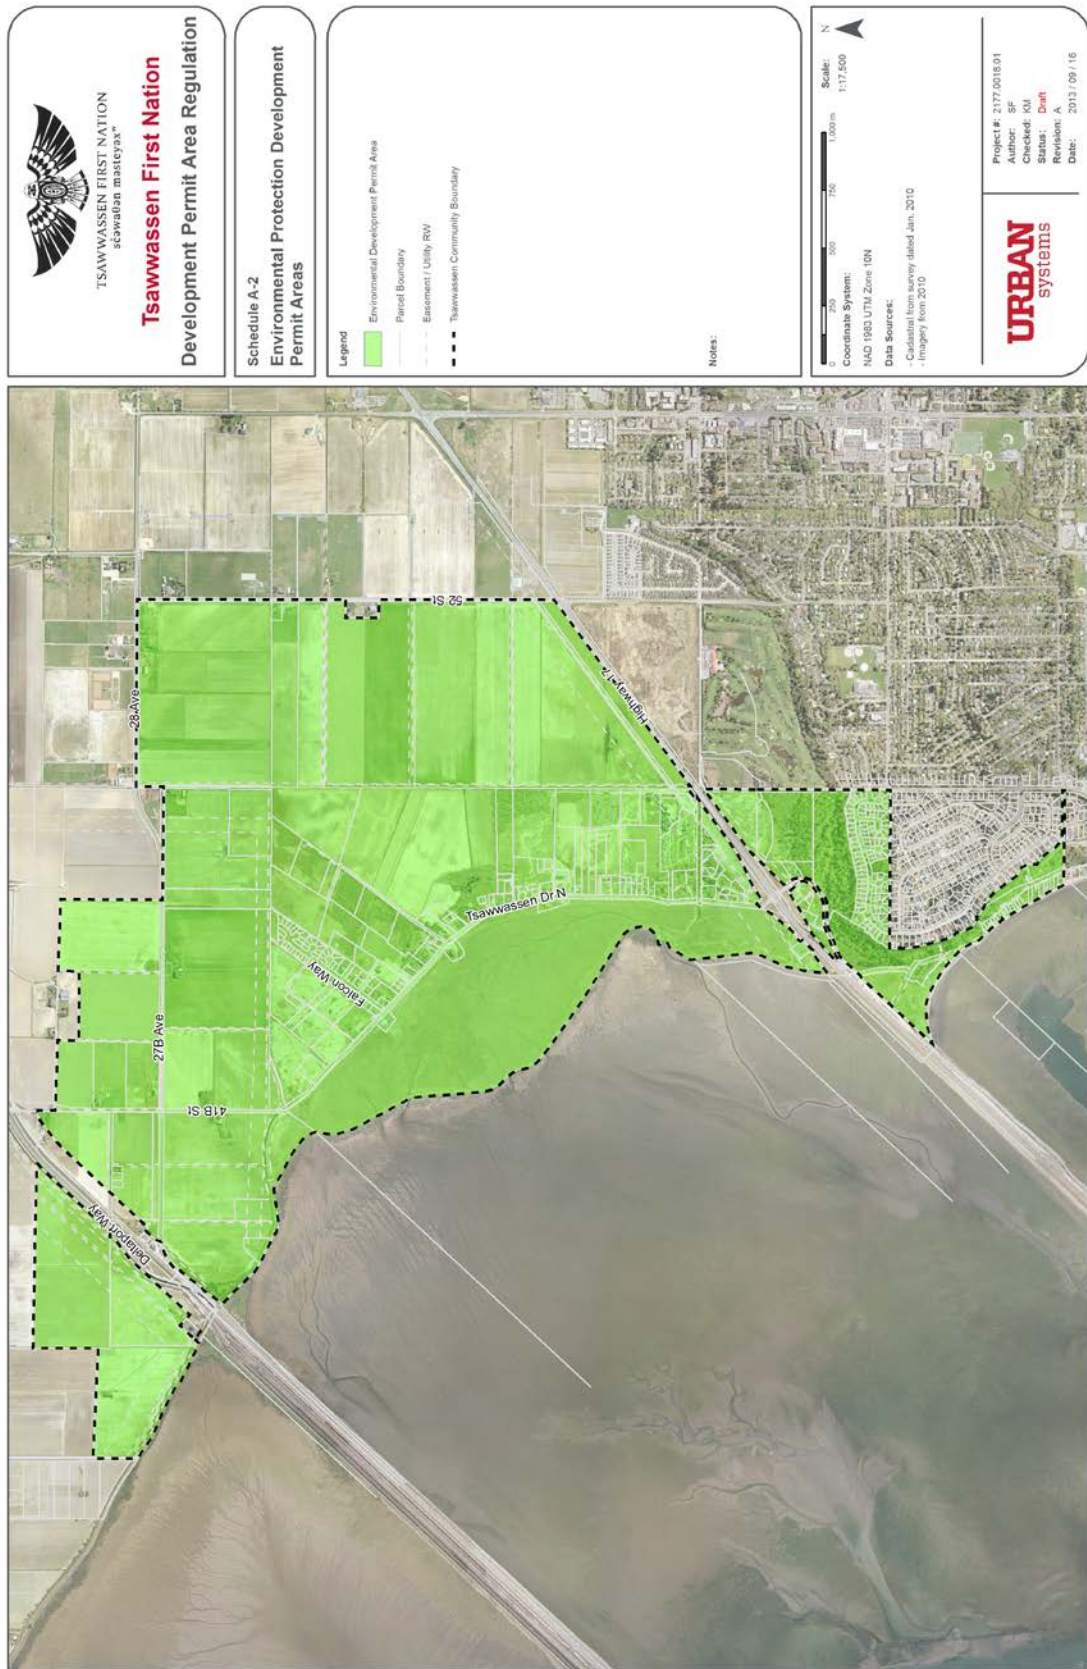 TSAWWASSEN FIRST NATION
sc̓əwaθən məsteyəxʷ
Tsawwassen First Nation
Development Permit Area Regulation
Schedule A-2
Environmental Protection Development
Permit Areas
Legend
Environmental Development Permit Area
Parcel Boundary
Easement / Utility RW
Tsawwassen Community Boundary
Notes:
0 250 500 750 1,000 m
Scale:
1:17,500
N
Coordinate System:
NAD 1983 UTM Zone 10N
Data Sources:
- Cadastral from survey dated Jan. 2010
- Imagery from 2010
URBAN
systems
Project #: 2177.0018.01
Author: SF
Checked: KM
Status: Draft
Revision: A
Date: 2013 / 09 / 16
28 Ave
52 St
Highway 17
27B Ave
41B St
Deltaport Way
Falcon Way
Tsawwassen Dr N